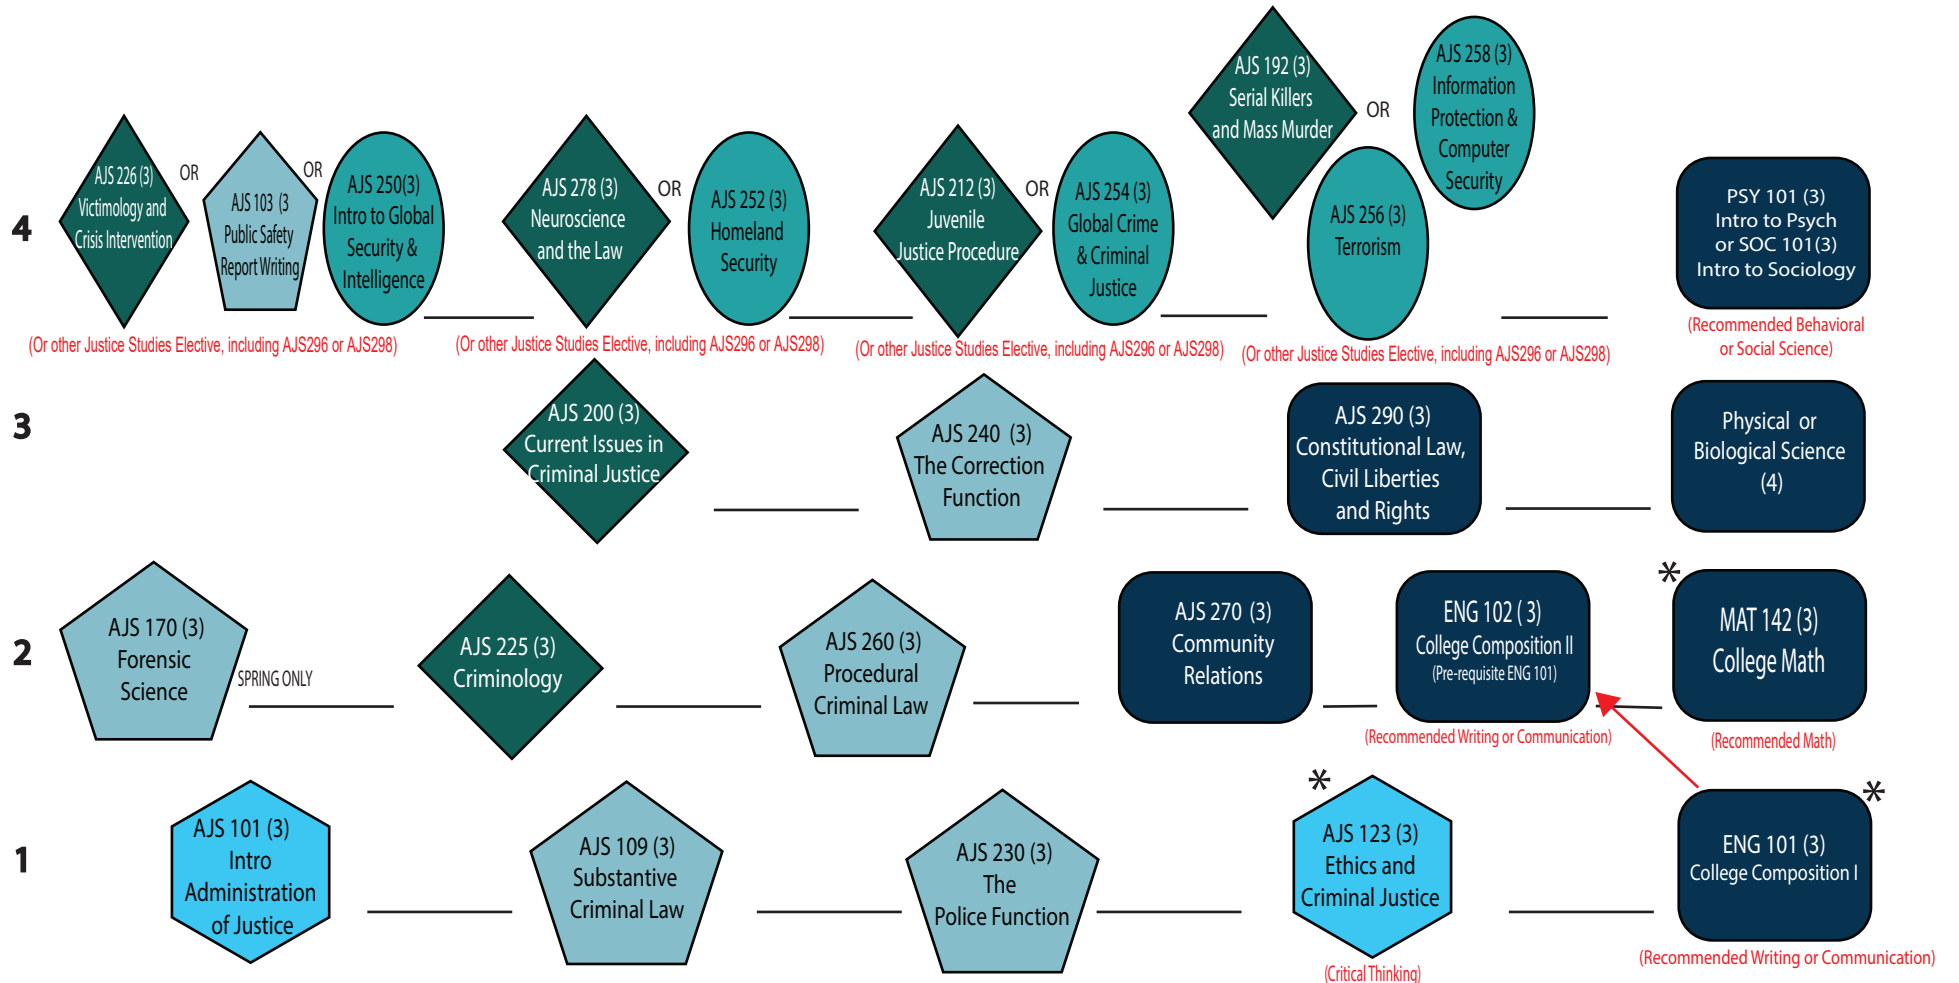 4
AJS 226 (3)
Victimology and
Crisis Intervention
OR
AJS 103 (3
Public Safety
Report Writing
OR
AJS 250(3)
Intro to Global
Security &
Intelligence
(Or other Justice Studies Elective, including AJS296 or AJS298)
AJS 278 (3)
Neuroscience
and the Law
OR
AJS 252 (3)
Homeland
Security
(Or other Justice Studies Elective, including AJS296 or AJS298)
AJS 212 (3)
Juvenile
Justice Procedure
OR
AJS 254 (3)
Global Crime
& Criminal
Justice
(Or other Justice Studies Elective, including AJS296 or AJS298)
AJS 192 (3)
Serial Killers
and Mass Murder
OR
AJS 258 (3)
Information
Protection &
Computer
Security
AJS 256 (3)
Terrorism
(Or other Justice Studies Elective, including AJS296 or AJS298)
PSY 101 (3)
Intro to Psych
or SOC 101(3)
Intro to Sociology
(Recommended Behavioral
or Social Science)
3
AJS 200 (3)
Current Issues in
Criminal Justice
AJS 240 (3)
The Correction
Function
AJS 290 (3)
Constitutional Law,
Civil Liberties
and Rights
Physical or
Biological Science
(4)
2
AJS 170 (3)
Forensic
Science
SPRING ONLY
AJS 225 (3)
Criminology
AJS 260 (3)
Procedural
Criminal Law
AJS 270 (3)
Community
Relations
ENG 102 ( 3)
College Composition II
(Pre-requisite ENG 101)
(Recommended Writing or Communication)
*
MAT 142 (3)
College Math
(Recommended Math)
1
AJS 101 (3)
Intro
Administration
of Justice
AJS 109 (3)
Substantive
Criminal Law
AJS 230 (3)
The
Police Function
*
AJS 123 (3)
Ethics and
Criminal Justice
(Critical Thinking)
*
ENG 101 (3)
College Composition I
(Recommended Writing or Communication)